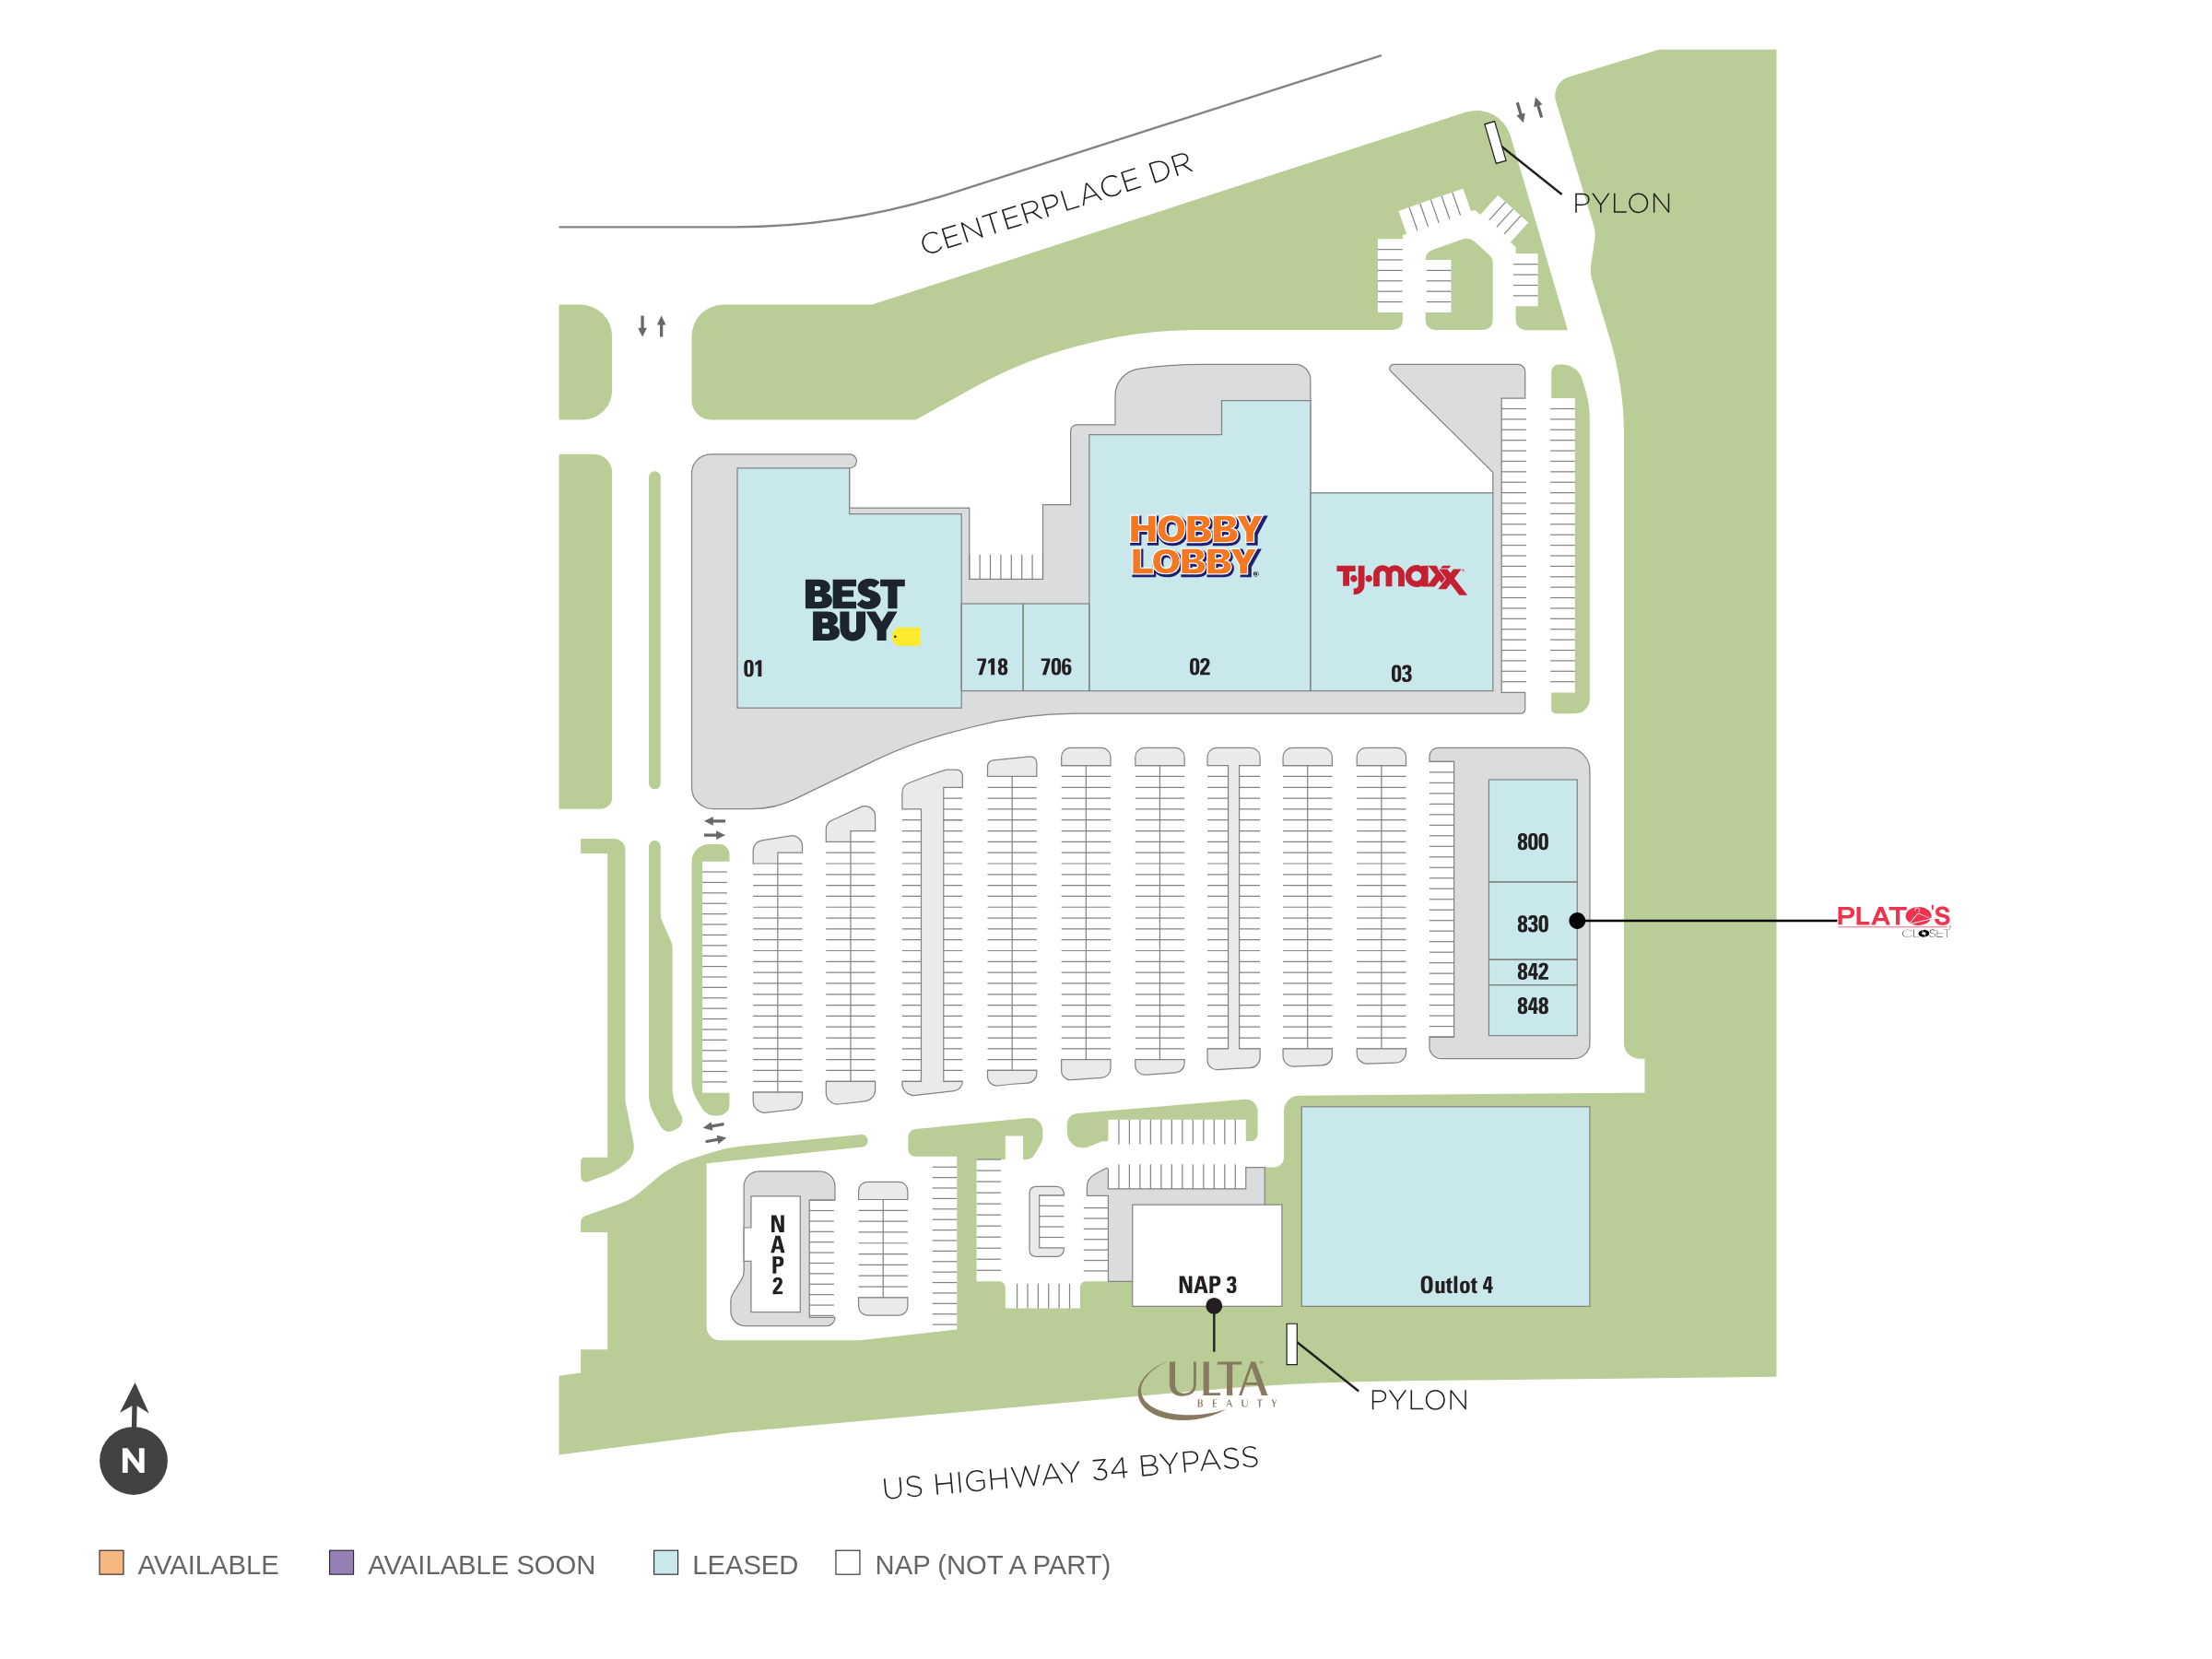 CENTERPLACE DR
PYLON
HOBBY
LOBBY®
T·J·maxx
BEST
BUY
01
718
706
02
03
800
830
842
848
PLATO'S
CLOSET
N
A
P
2
NAP 3
Outlot 4
ULTA
BEAUTY
PYLON
US HIGHWAY 34 BYPASS
N
AVAILABLE
AVAILABLE SOON
LEASED
NAP (NOT A PART)